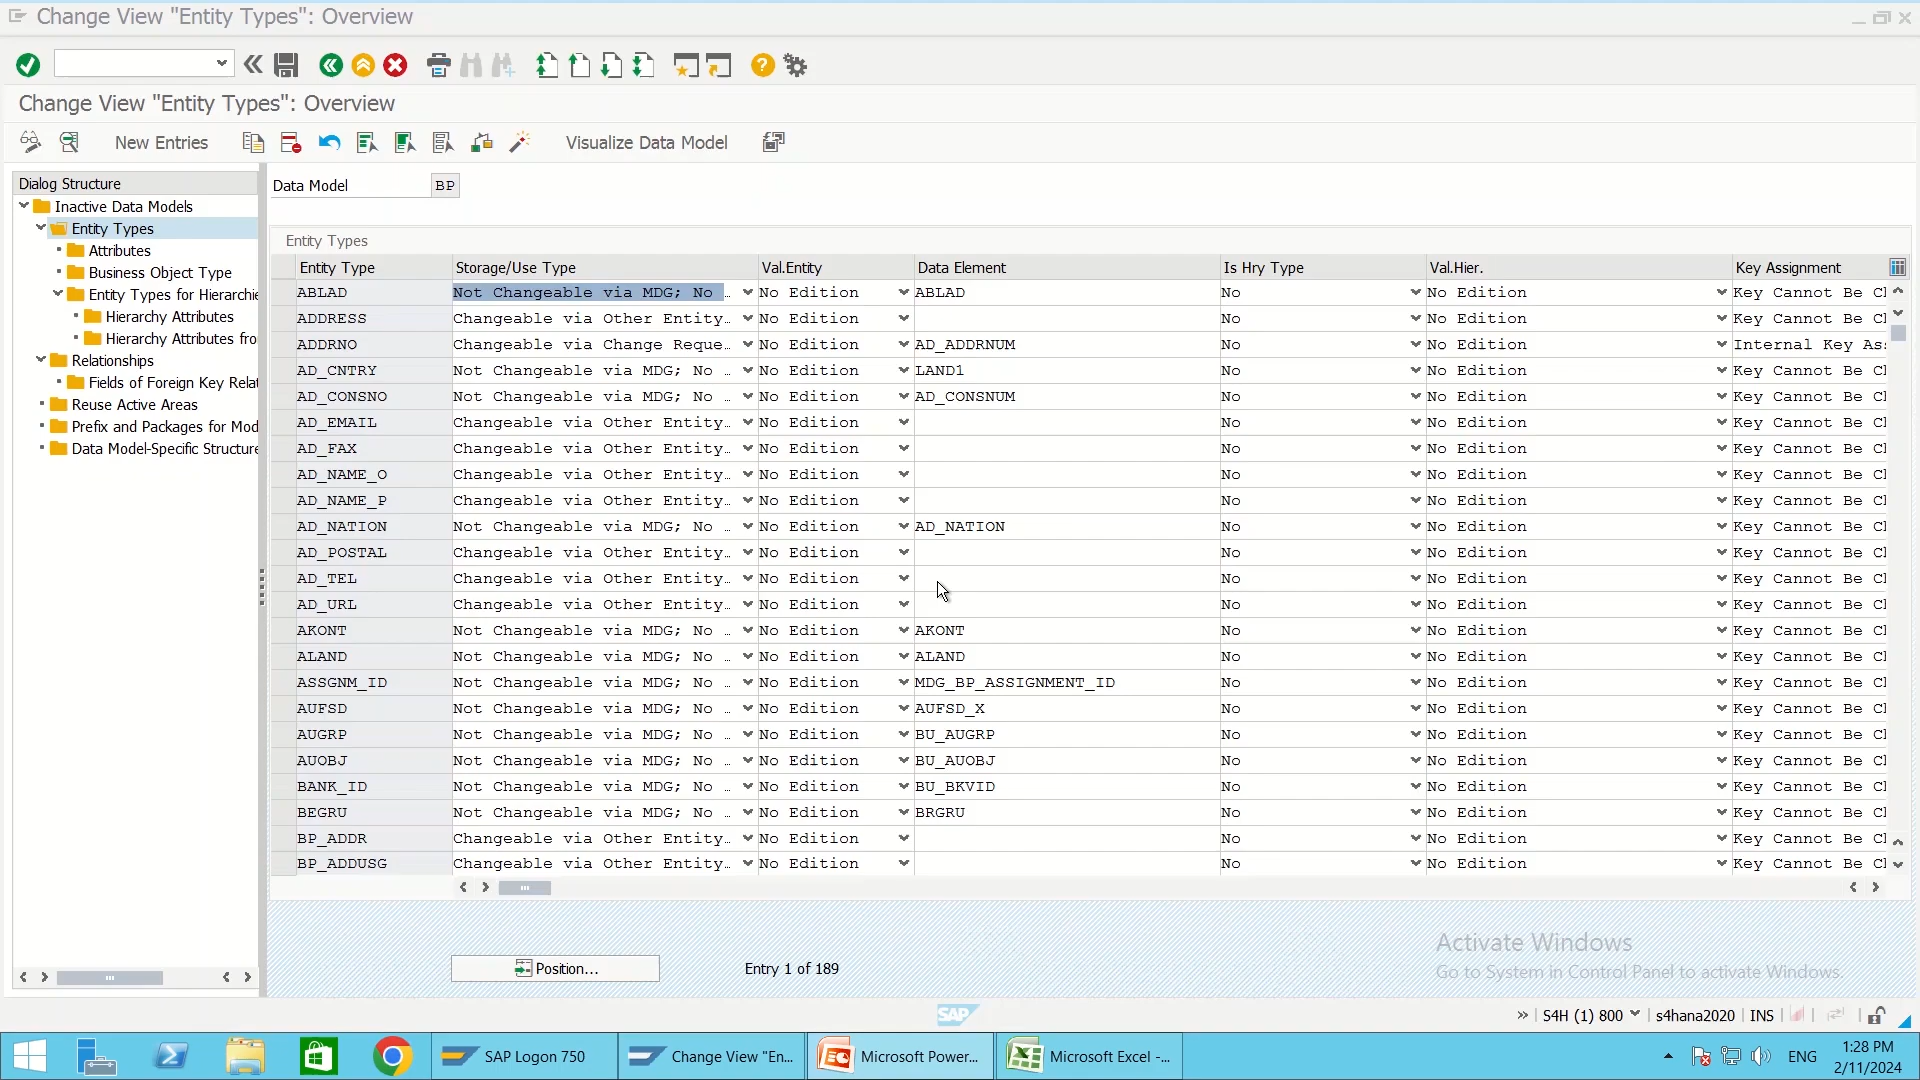 Change View "Entity Types": Overview
Change View "Entity Types": Overview
New Entries
Visualize Data Model
Dialog Structure
Inactive Data Models
Entity Types
Attributes
Business Object Type
Entity Types for Hierarchie
Hierarchy Attributes
Hierarchy Attributes fro
Relationships
Fields of Foreign Key Relat
Reuse Active Areas
Prefix and Packages for Mod
Data Model-Specific Structure
Data Model BP
Entity Types
Entity Type Storage/Use Type Val.Entity Data Element Is Hry Type Val.Hier. Key Assignment
ABLAD Not Changeable via MDG; No … No Edition ABLAD No No Edition Key Cannot Be Cl
ADDRESS Changeable via Other Entity… No Edition No No Edition Key Cannot Be Cl
ADDRNO Changeable via Change Reque… No Edition AD_ADDRNUM No No Edition Internal Key As
AD_CNTRY Not Changeable via MDG; No … No Edition LAND1 No No Edition Key Cannot Be Cl
AD_CONSNO Not Changeable via MDG; No … No Edition AD_CONSNUM No No Edition Key Cannot Be Cl
AD_EMAIL Changeable via Other Entity… No Edition No No Edition Key Cannot Be Cl
AD_FAX Changeable via Other Entity… No Edition No No Edition Key Cannot Be Cl
AD_NAME_O Changeable via Other Entity… No Edition No No Edition Key Cannot Be Cl
AD_NAME_P Changeable via Other Entity… No Edition No No Edition Key Cannot Be Cl
AD_NATION Not Changeable via MDG; No … No Edition AD_NATION No No Edition Key Cannot Be Cl
AD_POSTAL Changeable via Other Entity… No Edition No No Edition Key Cannot Be Cl
AD_TEL Changeable via Other Entity… No Edition No No Edition Key Cannot Be Cl
AD_URL Changeable via Other Entity… No Edition No No Edition Key Cannot Be Cl
AKONT Not Changeable via MDG; No … No Edition AKONT No No Edition Key Cannot Be Cl
ALAND Not Changeable via MDG; No … No Edition ALAND No No Edition Key Cannot Be Cl
ASSGNM_ID Not Changeable via MDG; No … No Edition MDG_BP_ASSIGNMENT_ID No No Edition Key Cannot Be Cl
AUFSD Not Changeable via MDG; No … No Edition AUFSD_X No No Edition Key Cannot Be Cl
AUGRP Not Changeable via MDG; No … No Edition BU_AUGRP No No Edition Key Cannot Be Cl
AUOBJ Not Changeable via MDG; No … No Edition BU_AUOBJ No No Edition Key Cannot Be Cl
BANK_ID Not Changeable via MDG; No … No Edition BU_BKVID No No Edition Key Cannot Be Cl
BEGRU Not Changeable via MDG; No … No Edition BRGRU No No Edition Key Cannot Be Cl
BP_ADDR Changeable via Other Entity… No Edition No No Edition Key Cannot Be Cl
BP_ADDUSG Changeable via Other Entity… No Edition No No Edition Key Cannot Be Cl
Position... Entry 1 of 189
Activate Windows
Go to System in Control Panel to activate Windows.
SAP
S4H (1) 800 s4hana2020 INS
SAP Logon 750 Change View "En... Microsoft Power... Microsoft Excel -... ENG 1:28 PM
2/11/2024